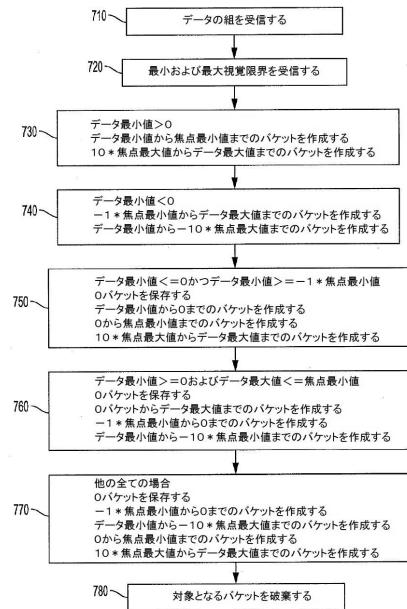 710
データの組を受信する
720
最小および最大視覚限界を受信する
730
データ最小値>0
データ最小値から焦点最小値までのバケットを作成する
10*焦点最大値からデータ最大値までのバケットを作成する
740
データ最小値<0
−1*焦点最小値からデータ最大値までのバケットを作成する
データ最小値から−10*焦点最大値までのバケットを作成する
750
データ最小値<=0かつデータ最小値>=−1*焦点最小値
0バケットを保存する
データ最小値から0までのバケットを作成する
0から焦点最小値までのバケットを作成する
10*焦点最大値からデータ最大値までのバケットを作成する
760
データ最小値>=0およびデータ最大値<=焦点最小値
0バケットを保存する
0バケットからデータ最大値までのバケットを作成する
−1*焦点最小値から0までのバケットを作成する
データ最小値から−10*焦点最小値までのバケットを作成する
770
他の全ての場合
0バケットを保存する
−1*焦点最小値から0までのバケットを作成する
データ最小値から−10*焦点最大値までのバケットを作成する
0から焦点最小値までのバケットを作成する
10*焦点最大値からデータ最大値までのバケットを作成する
780
対象となるバケットを破棄する